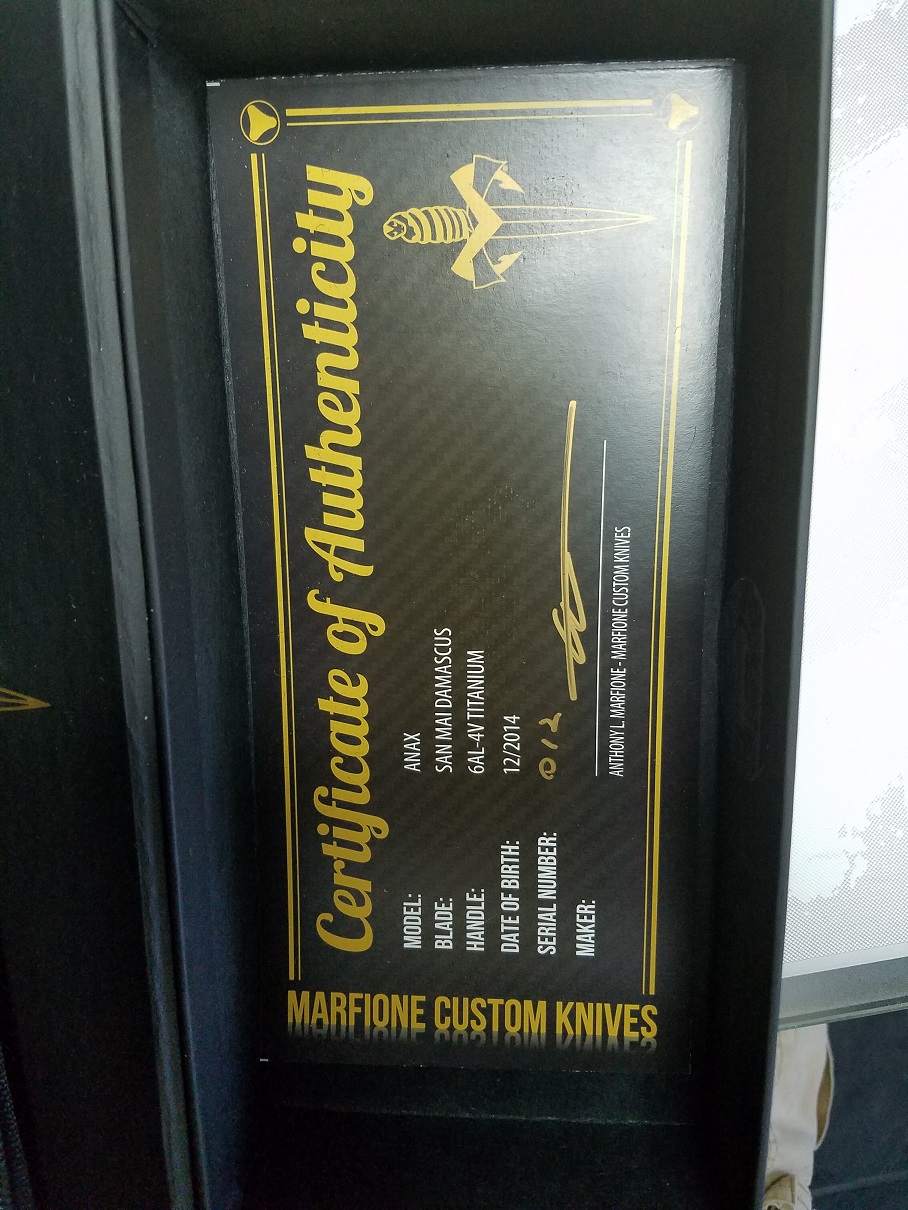 Certificate of Authenticity
MODEL: ANAX
BLADE: SAN MAI DAMASCUS
HANDLE: 6AL-4V TITANIUM
DATE OF BIRTH: 12/2014
SERIAL NUMBER: 012
MAKER:
ANTHONY L. MARFIONE - MARFIONE CUSTOM KNIVES
MARFIONE CUSTOM KNIVES